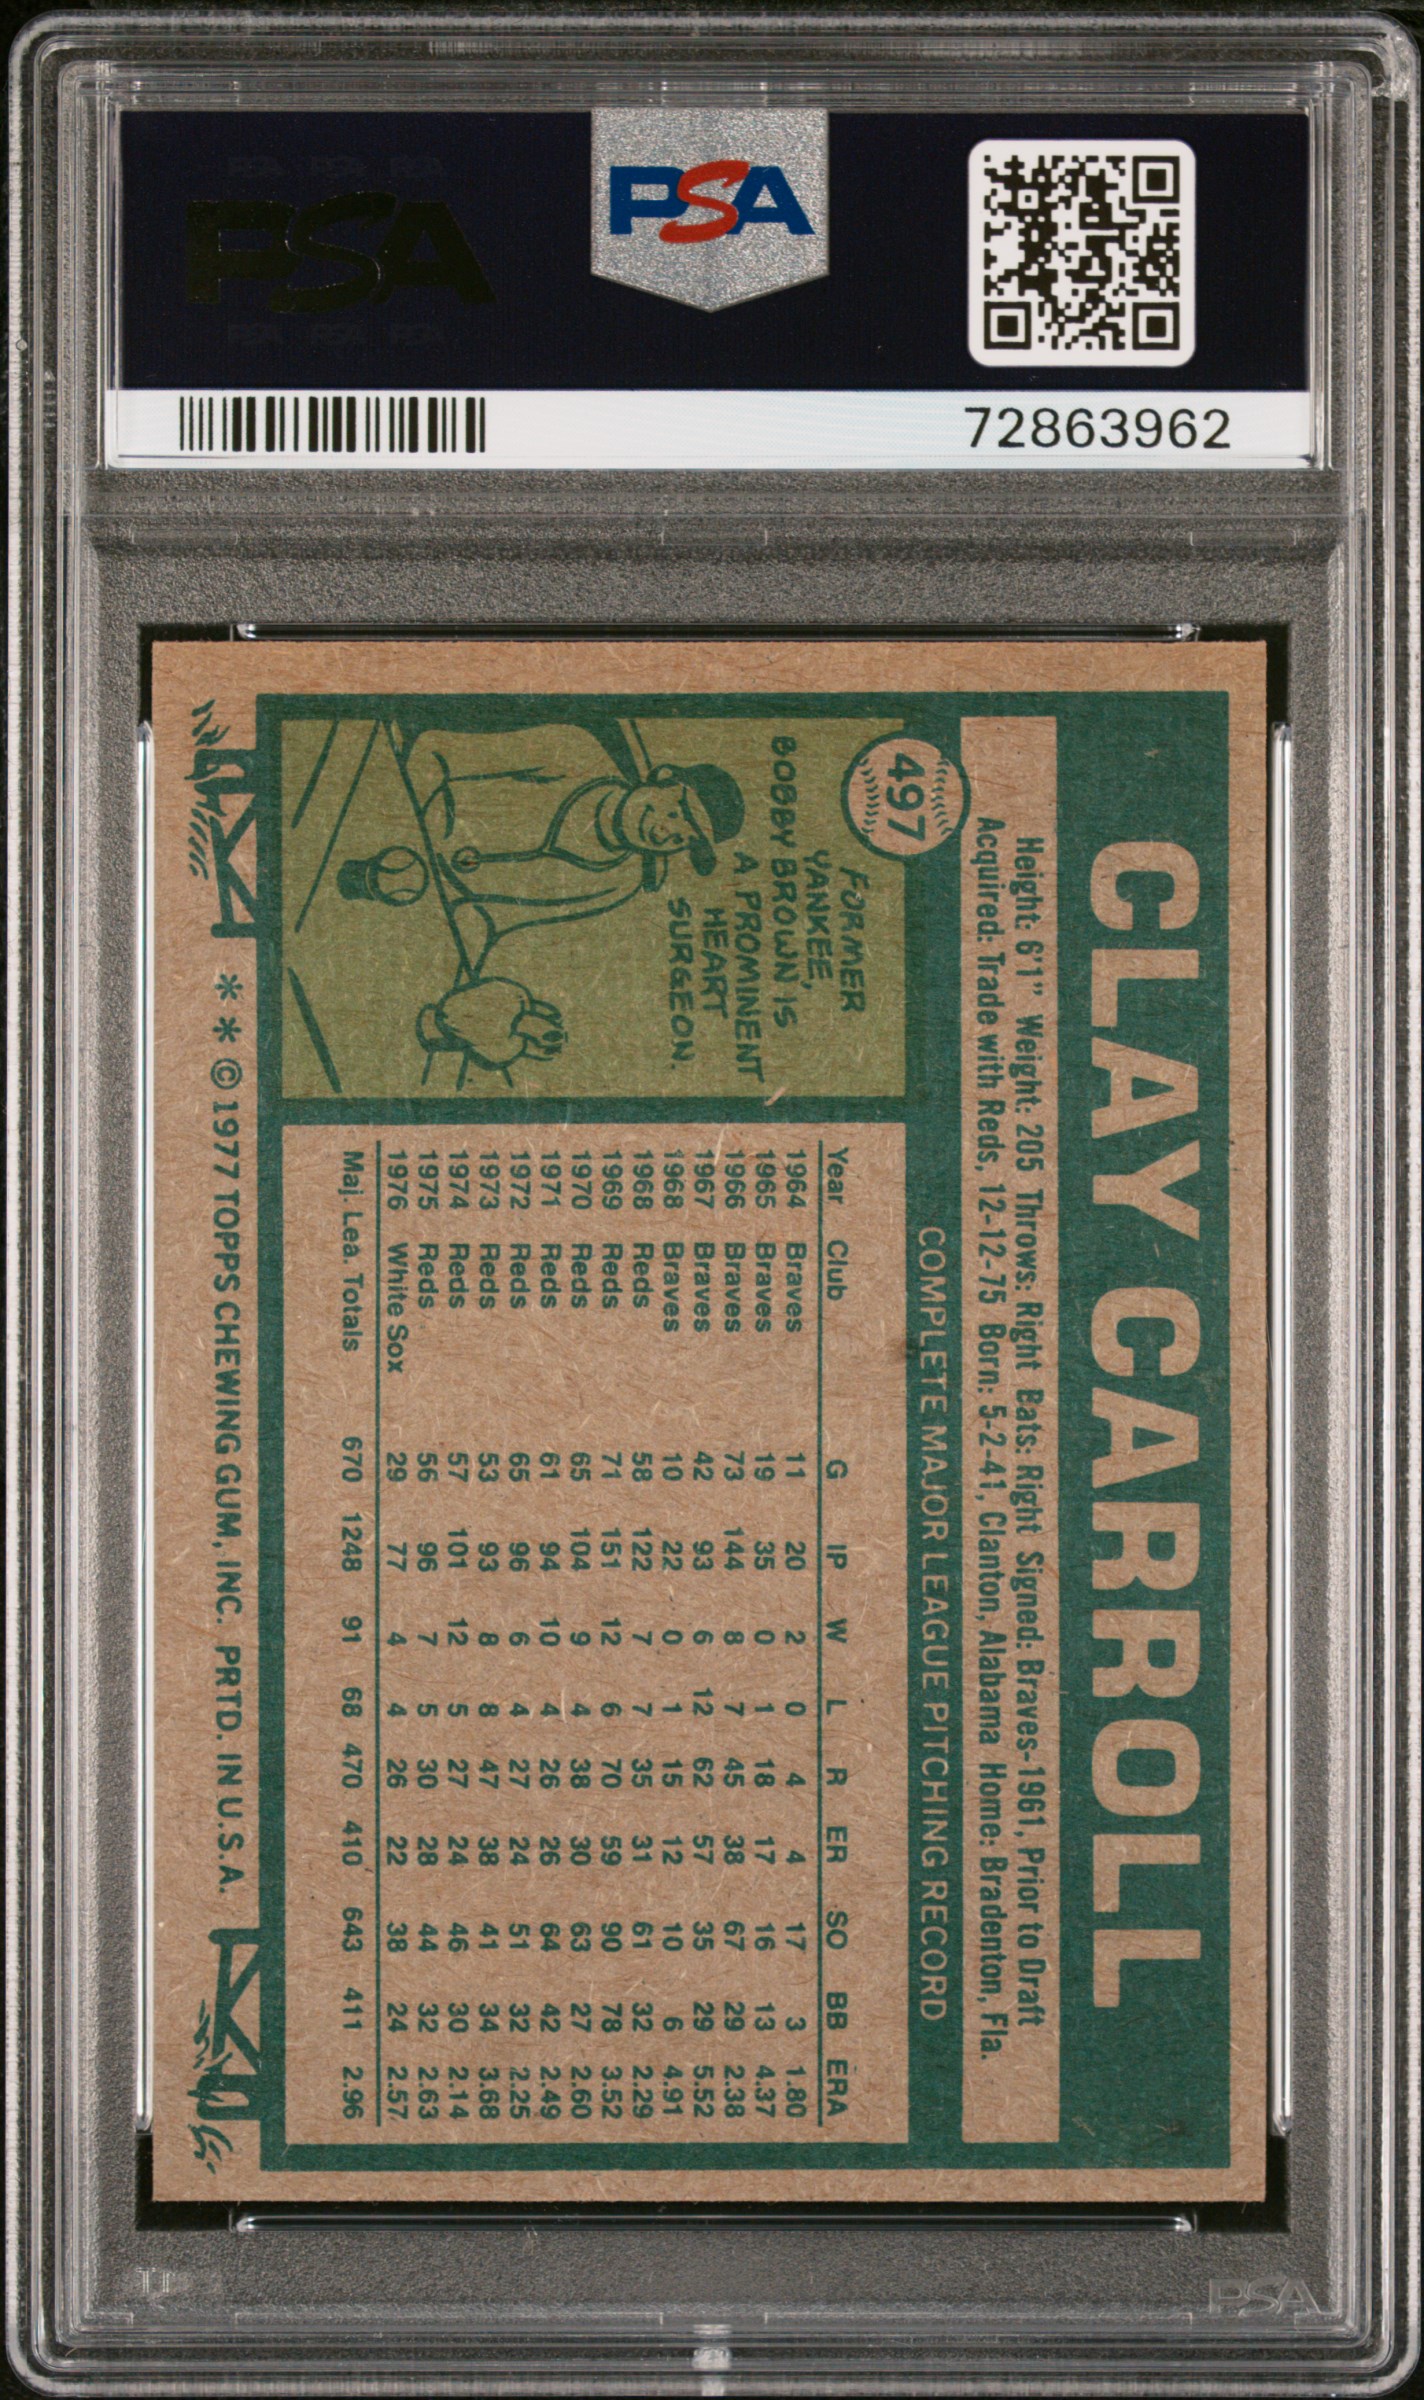 PSA
PSA
72863962
CLAY CARROLL
Height: 6'1" Weight: 205 Throws: Right Bats: Right Signed: Braves-1961, Prior to Draft
Acquired: Trade with Reds, 12-12-75 Born: 5-2-41, Clanton, Alabama Home: Bradenton, Fla.
497
FORMER
YANKEE,
BOBBY BROWN IS
A PROMINENT
HEART
SURGEON.
COMPLETE MAJOR LEAGUE PITCHING RECORD
Year Club G IP W L R ER SO BB ERA
1964 Braves 11 20 2 0 4 4 17 3 1.80
1965 Braves 19 35 0 1 18 17 16 13 4.37
1966 Braves 73 144 8 7 45 38 67 29 2.38
1967 Braves 42 93 6 12 62 57 35 29 5.52
1968 Braves 10 22 0 1 15 12 10 6 4.91
1968 Reds 58 122 7 7 35 31 61 32 2.29
1969 Reds 71 151 12 6 70 59 90 78 3.52
1970 Reds 65 104 9 4 38 30 63 27 2.60
1971 Reds 61 94 10 4 26 26 64 42 2.49
1972 Reds 65 96 6 4 27 24 51 32 2.25
1973 Reds 53 93 8 8 47 38 41 34 3.68
1974 Reds 57 101 12 5 27 24 46 30 2.14
1975 Reds 56 96 7 5 30 28 44 32 2.63
1976 White Sox 29 77 4 4 26 22 38 24 2.57
Maj. Lea. Totals 670 1248 91 68 470 410 643 411 2.96
* * ©1977 TOPPS CHEWING GUM, INC. PRTD. IN U.S.A.
PSA